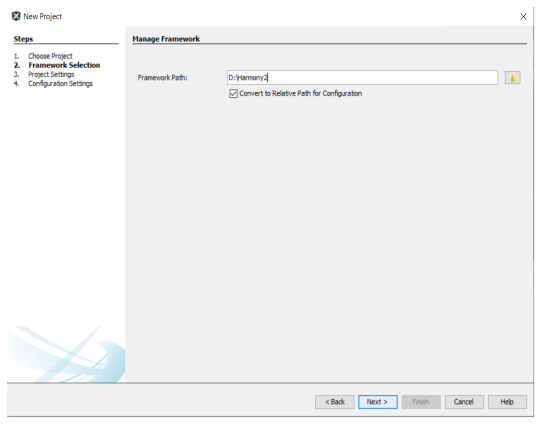 New Project
Steps
1. Choose Project
2. Framework Selection
3. Project Settings
4. Configuration Settings
Manage Framework
Framework Path: D:\Harmony2
Convert to Relative Path for Configuration
< Back Next > Finish Cancel Help